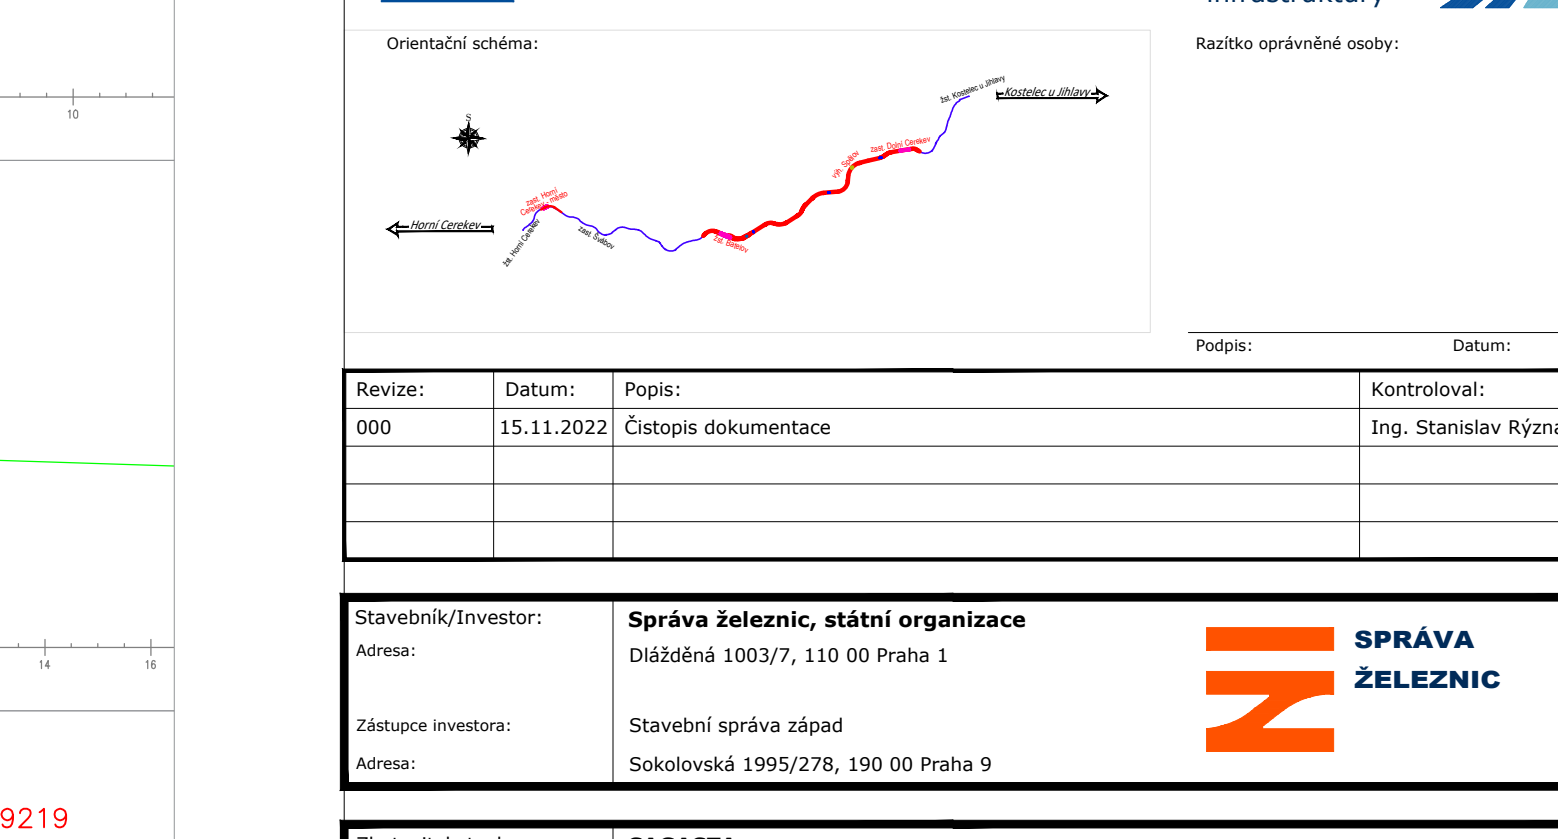 Orientační schéma:
Razítko oprávněné osoby:
10
S
žst. Kostelec u Jihlavy
Kostelec u Jihlavy
zast. Dolní Cerekev
výh. Spělov
zast. Horní
Cerekev - město
Horní Cerekev
žst. Horní Cerekev
zast. Švábov
žst. Batelov
Podpis:
Datum:
Revize:
Datum:
Popis:
Kontroloval:
000
15.11.2022
Čistopis dokumentace
Ing. Stanislav Rýzna
Stavebník/Investor:
Správa železnic, státní organizace
Adresa:
Dlážděná 1003/7, 110 00 Praha 1
SPRÁVA
ŽELEZNIC
14
16
Zástupce investora:
Stavební správa západ
Adresa:
Sokolovská 1995/278, 190 00 Praha 9
9219